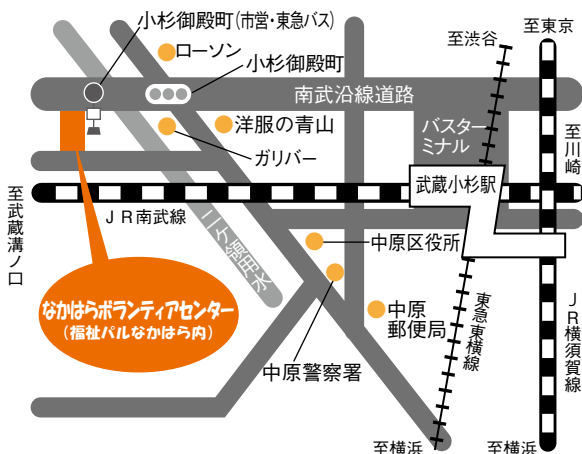 小杉御殿町(市営・東急バス)
ローソン
小杉御殿町
至渋谷
至東京
南武沿線道路
洋服の青山
ガリバー
バスター
ミナル
至川崎
武蔵小杉駅
至武蔵溝ノ口
JR南武線
二ケ領用水
中原区役所
なかはらボランティアセンター
(福祉パルなかはら内)
中原
郵便局
東急東横線
JR横須賀線
中原警察署
至横浜
至横浜